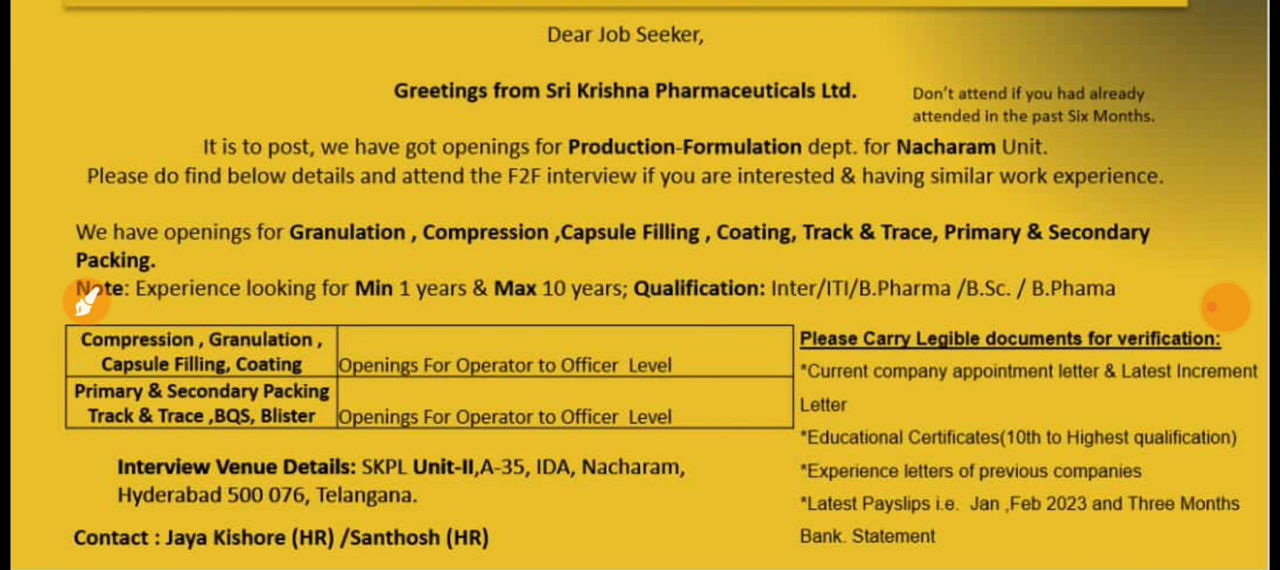 Dear Job Seeker,
Greetings from Sri Krishna Pharmaceuticals Ltd.
Don't attend if you had already
attended in the past Six Months.
It is to post, we have got openings for Production-Formulation dept. for Nacharam Unit.
Please do find below details and attend the F2F interview if you are interested & having similar work experience.
We have openings for Granulation , Compression ,Capsule Filling , Coating, Track & Trace, Primary & Secondary
Packing.
Note: Experience looking for Min 1 years & Max 10 years; Qualification: Inter/ITI/B.Pharma /B.Sc. / B.Phama
Compression , Granulation ,
Capsule Filling, Coating
Openings For Operator to Officer Level
Primary & Secondary Packing
Track & Trace ,BQS, Blister
Openings For Operator to Officer Level
Please Carry Legible documents for verification:
*Current company appointment letter & Latest Increment
Letter
*Educational Certificates(10th to Highest qualification)
*Experience letters of previous companies
*Latest Payslips i.e. Jan ,Feb 2023 and Three Months
Bank. Statement
Interview Venue Details: SKPL Unit-II,A-35, IDA, Nacharam,
Hyderabad 500 076, Telangana.
Contact : Jaya Kishore (HR) /Santhosh (HR)